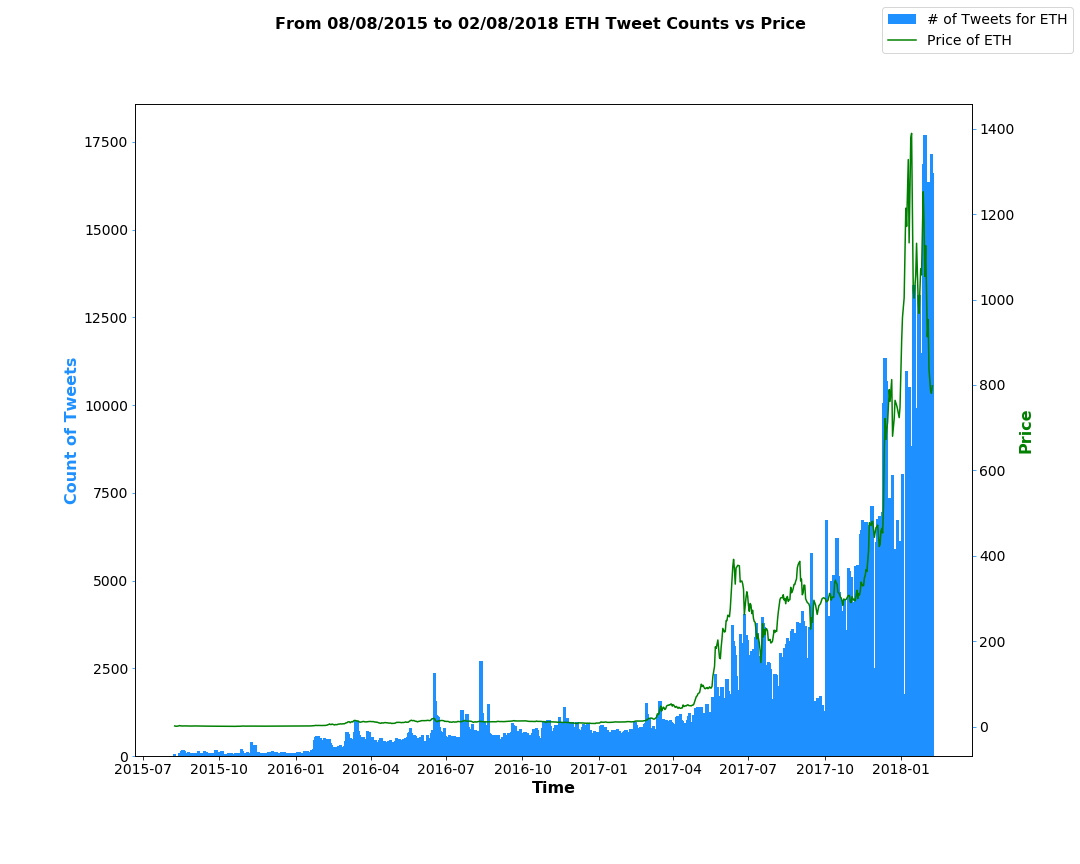 From 08/08/2015 to 02/08/2018 ETH Tweet Counts vs Price
# of Tweets for ETH
Price of ETH
17500
15000
12500
10000
7500
5000
2500
0
Count of Tweets
1400
1200
1000
800
600
400
200
0
Price
2015-07 2015-10 2016-01 2016-04 2016-07 2016-10 2017-01 2017-04 2017-07 2017-10 2018-01
Time